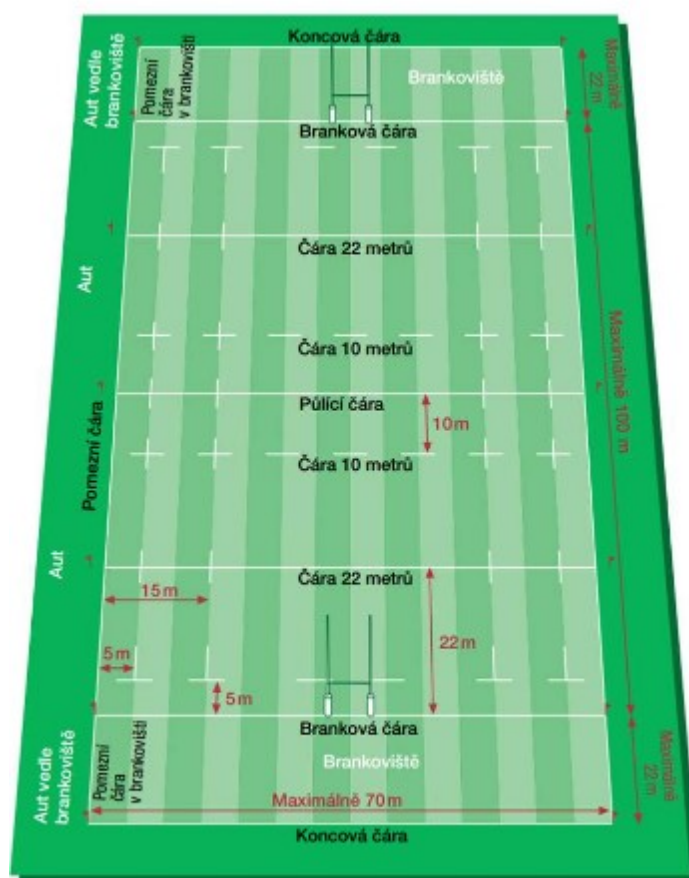 Koncová čára
Aut vedle
brankoviště
Pomezní
čára
v brankovišti
Brankoviště
Maximálně
22 m
Branková čára
Čára 22 metrů
Aut
Čára 10 metrů
Maximálně 100 m
Půlící čára
10 m
Pomezní čára
Čára 10 metrů
Aut
Čára 22 metrů
15 m
22 m
5 m
5 m
Branková čára
Aut vedle
brankoviště
Pomezní
čára
v brankovišti
Brankoviště
Maximálně
22 m
Maximálně 70 m
Koncová čára